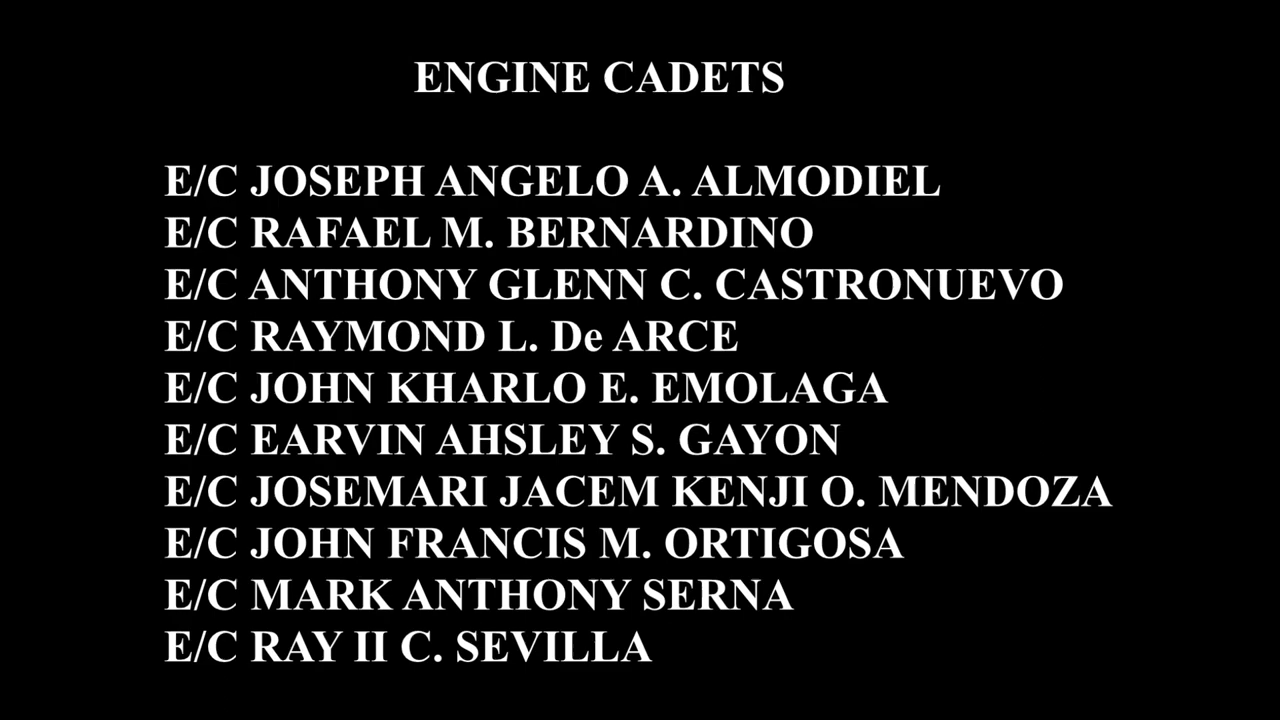 ENGINE CADETS
E/C JOSEPH ANGELO A. ALMODIEL
E/C RAFAEL M. BERNARDINO
E/C ANTHONY GLENN C. CASTRONUEVO
E/C RAYMOND L. De ARCE
E/C JOHN KHARLO E. EMOLAGA
E/C EARVIN AHSLEY S. GAYON
E/C JOSEMARI JACEM KENJI O. MENDOZA
E/C JOHN FRANCIS M. ORTIGOSA
E/C MARK ANTHONY SERNA
E/C RAY II C. SEVILLA